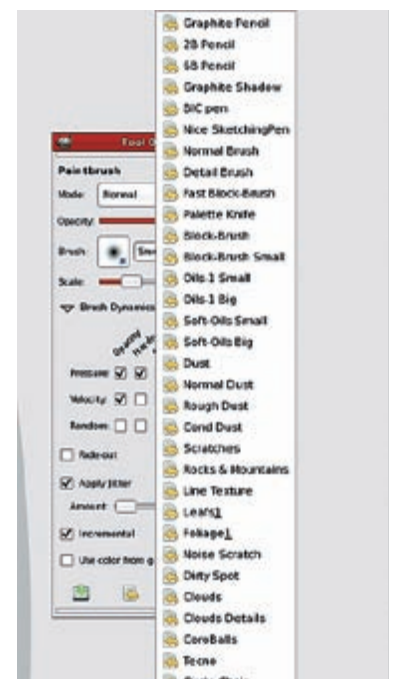 Graphite Pencil
2B Pencil
6B Pencil
Graphite Shadow
BIC pen
Nice SketchingPen
Normal Brush
Detail Brush
Fast Block-Brush
Palette Knife
Block-Brush
Block-Brush Small
Oils-1 Small
Oils-1 Big
Soft-Oils Small
Soft-Oils Big
Dust
Normal Dust
Rough Dust
Cond Dust
Scratches
Rocks & Mountains
Line Texture
Leafs1
Foliage1
Noise Scratch
Dirty Spot
Clouds
Clouds Details
CoroBalls
Tecno
Tool O
Paintbrush
Mode: Normal
Opacity:
Brush:
Scale:
Brush Dynamics
Opacity
Pressure:
Velocity:
Random:
Fade out
Apply Jitter
Amount:
Incremental
Use color from g